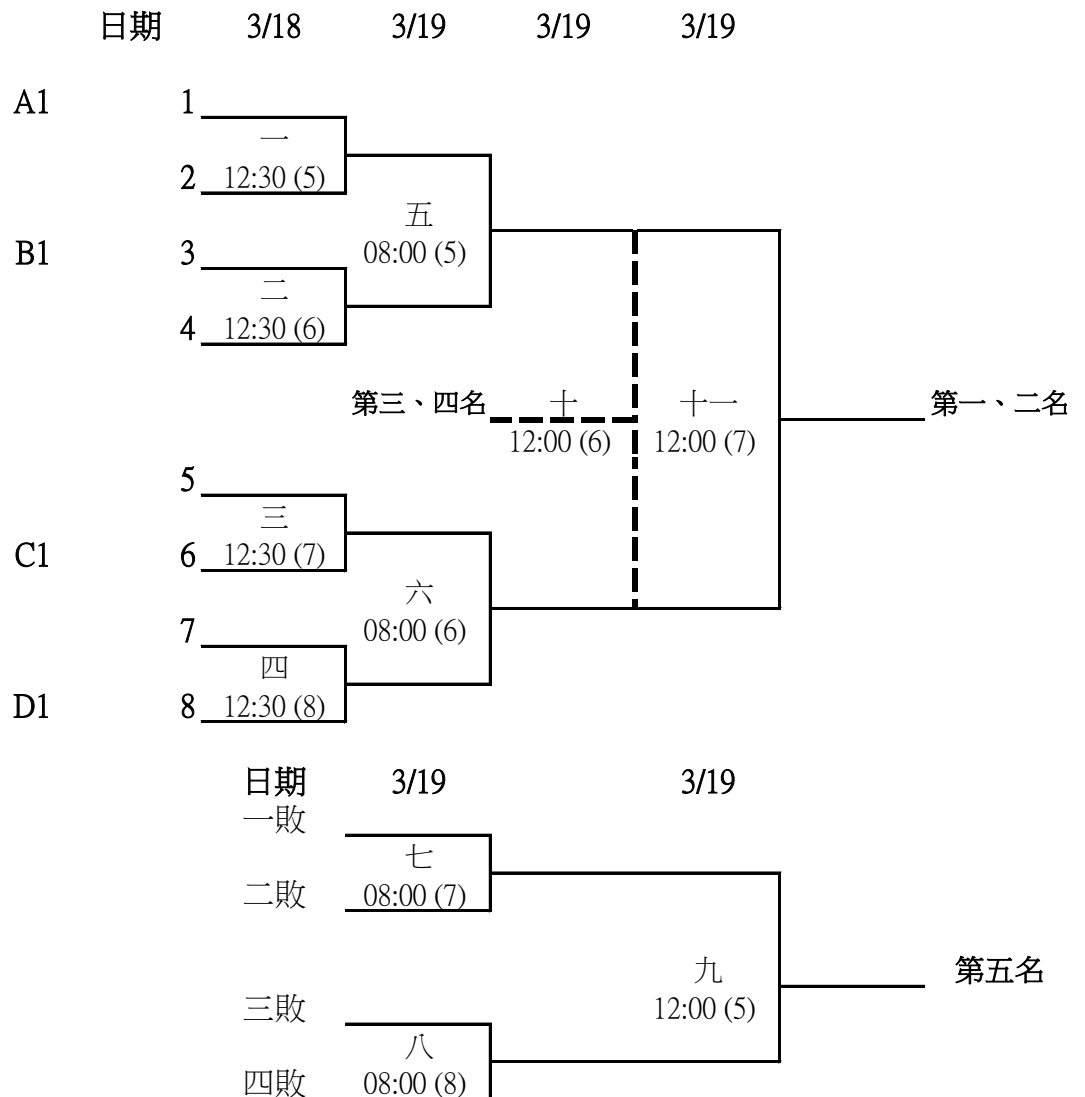 日期 3/18 3/19 3/19 3/19
A1 1
一
2 12:30 (5)
五
B1 3 08:00 (5)
二
4 12:30 (6)
第三、四名 十 十一 第一、二名
12:00 (6) 12:00 (7)
5
三
C1 6 12:30 (7)
六
7 08:00 (6)
四
D1 8 12:30 (8)
日期 3/19 3/19
一敗
七
二敗 08:00 (7)
九 第五名
三敗 12:00 (5)
八
四敗 08:00 (8)